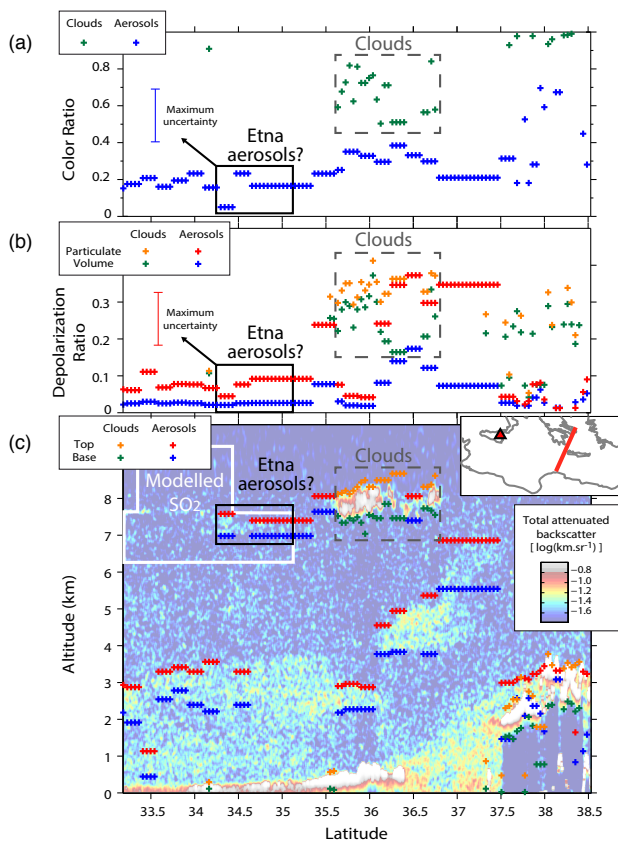 (a)
Clouds
Aerosols
Clouds
0.8
0.6
0.4
0.2
0
Color Ratio
Maximum
uncertainty
Etna
aerosols?
(b)
Clouds Aerosols
Particulate
Volume
Clouds
0.3
0.2
0.1
0
Depolarization
Ratio
Maximum
uncertainty
Etna
aerosols?
(c)
Clouds Aerosols
Top
Base
Modelled
SO2
Etna
aerosols?
Clouds
Total attenuated
backscatter
[ log(km.sr⁻¹) ]
−0.8
−1.0
−1.2
−1.4
−1.6
8
7
6
5
4
3
2
1
0
Altitude (km)
33.5 34 34.5 35 35.5 36 36.5 37 37.5 38 38.5
Latitude